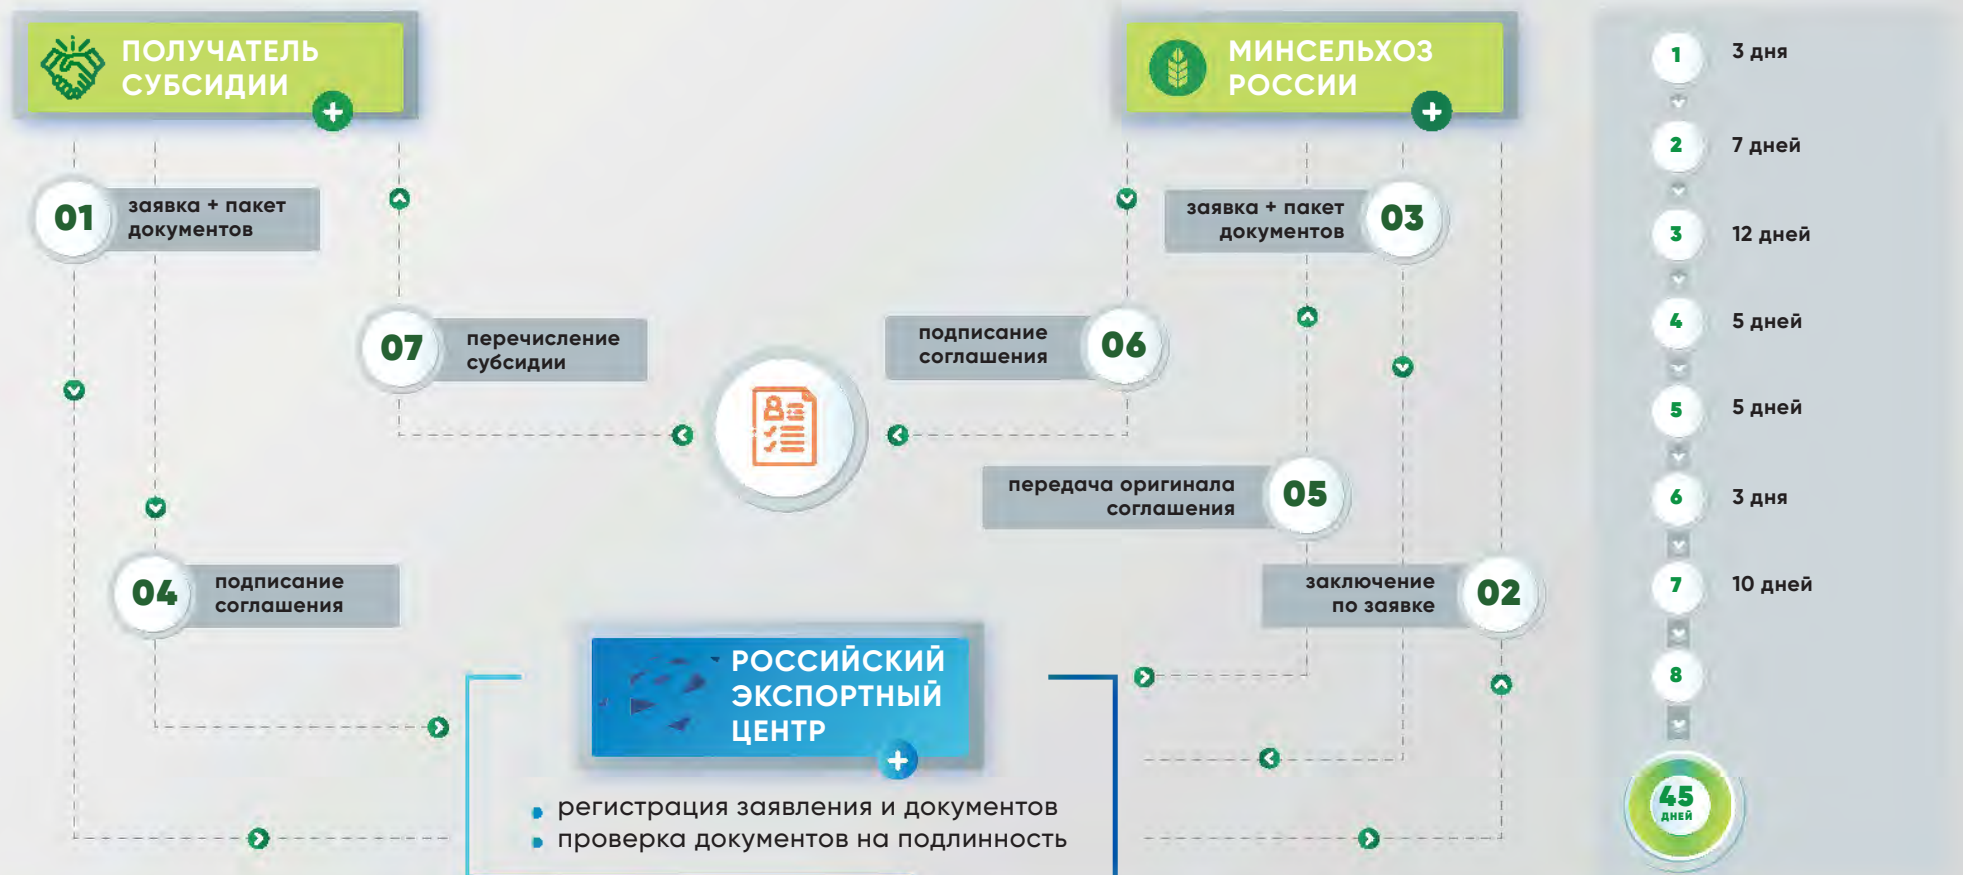 ПОЛУЧАТЕЛЬ
СУБСИДИИ
МИНСЕЛЬХОЗ
РОССИИ
01
заявка + пакет
документов
заявка + пакет
документов
03
07
перечисление
субсидии
подписание
соглашения
06
передача оригинала
соглашения
05
04
подписание
соглашения
заключение
по заявке
02
РОССИЙСКИЙ
ЭКСПОРТНЫЙ
ЦЕНТР
регистрация заявления и документов
проверка документов на подлинность
1 3 дня
2 7 дней
3 12 дней
4 5 дней
5 5 дней
6 3 дня
7 10 дней
8
45
ДНЕЙ